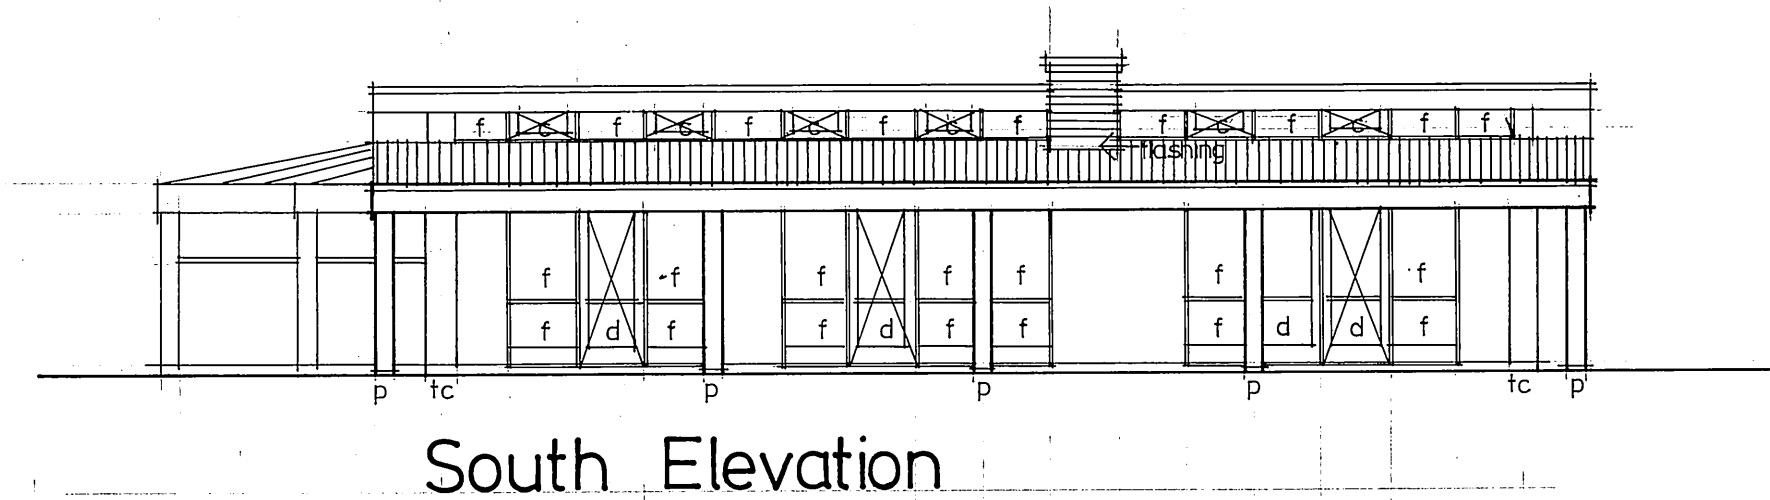 f c f c f c f c f f c f c f f
flashing
f f f f f f f
f d f f d f f f d d f
p tc p p p tc p
South Elevation